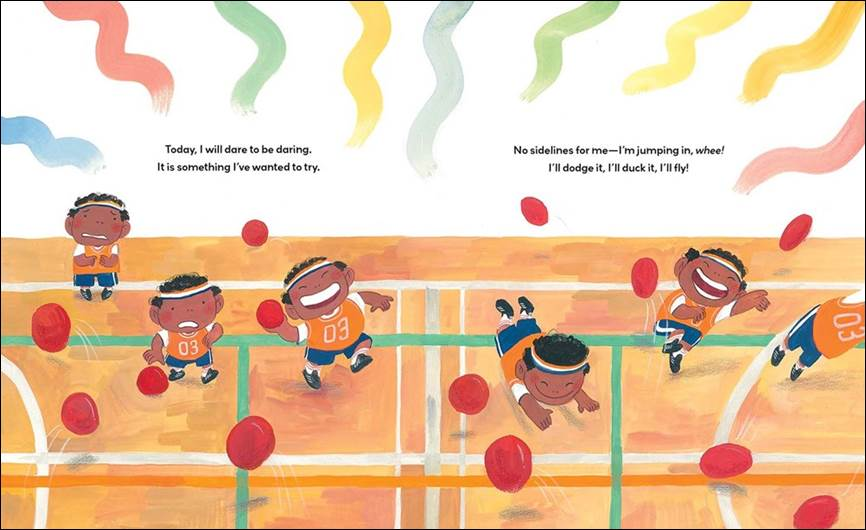 Today, I will dare to be daring.
It is something I've wanted to try.
No sidelines for me—I'm jumping in, whee!
I'll dodge it, I'll duck it, I'll fly!
03
03
03